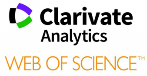 Clarivate
Analytics
WEB OF SCIENCE™